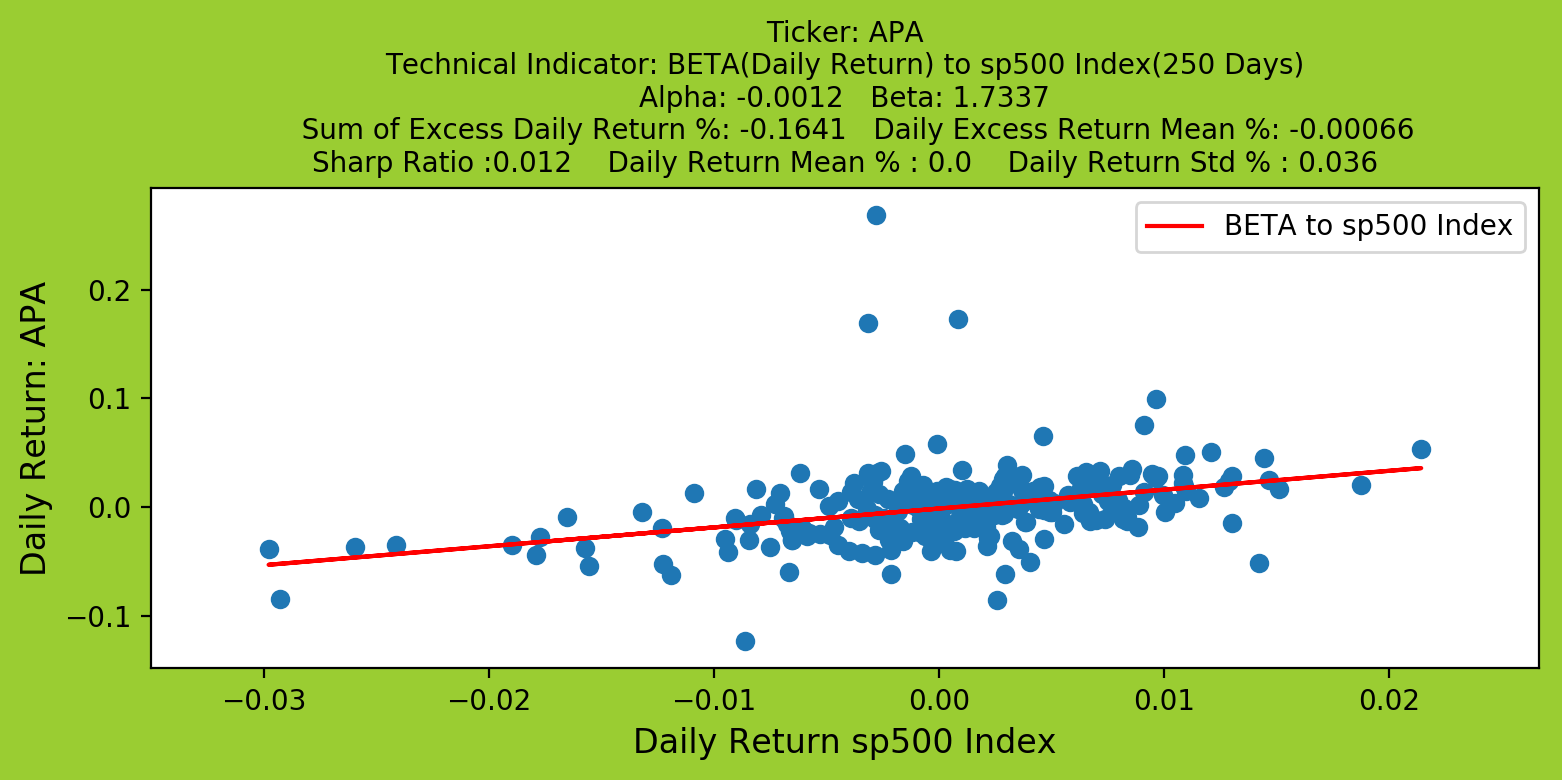 Ticker: APA
Technical Indicator: BETA(Daily Return) to sp500 Index(250 Days)
Alpha: -0.0012   Beta: 1.7337
Sum of Excess Daily Return %: -0.1641   Daily Excess Return Mean %: -0.00066
Sharp Ratio :0.012    Daily Return Mean % : 0.0    Daily Return Std % : 0.036
BETA to sp500 Index
Daily Return: APA
0.2
0.1
0.0
−0.1
−0.03
−0.02
−0.01
0.00
0.01
0.02
Daily Return sp500 Index